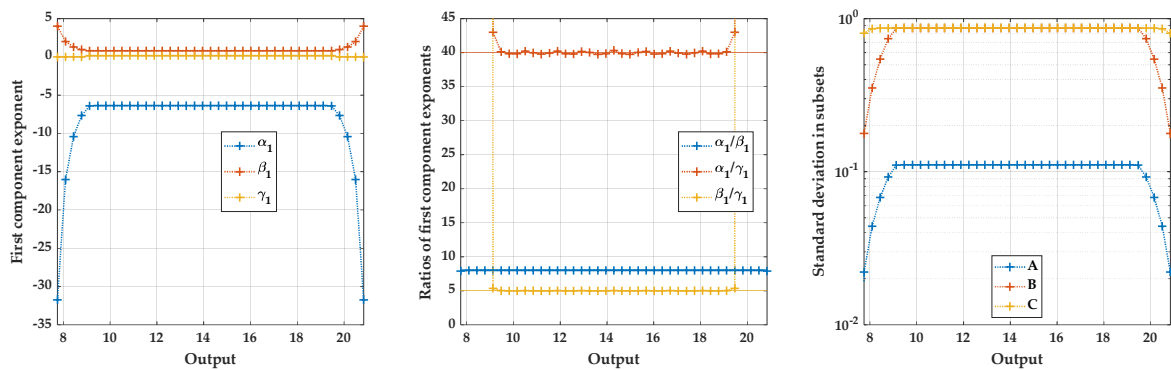 5
0
-5
-10
-15
-20
-25
-30
-35
8 10 12 14 16 18 20
First component exponent
Output
α₁
β₁
γ₁
45
40
35
30
25
20
15
10
5
0
8 10 12 14 16 18 20
Ratios of first component exponents
Output
α₁/β₁
α₁/γ₁
β₁/γ₁
10⁰
10⁻¹
10⁻²
8 10 12 14 16 18 20
Standard deviation in subsets
Output
A
B
C